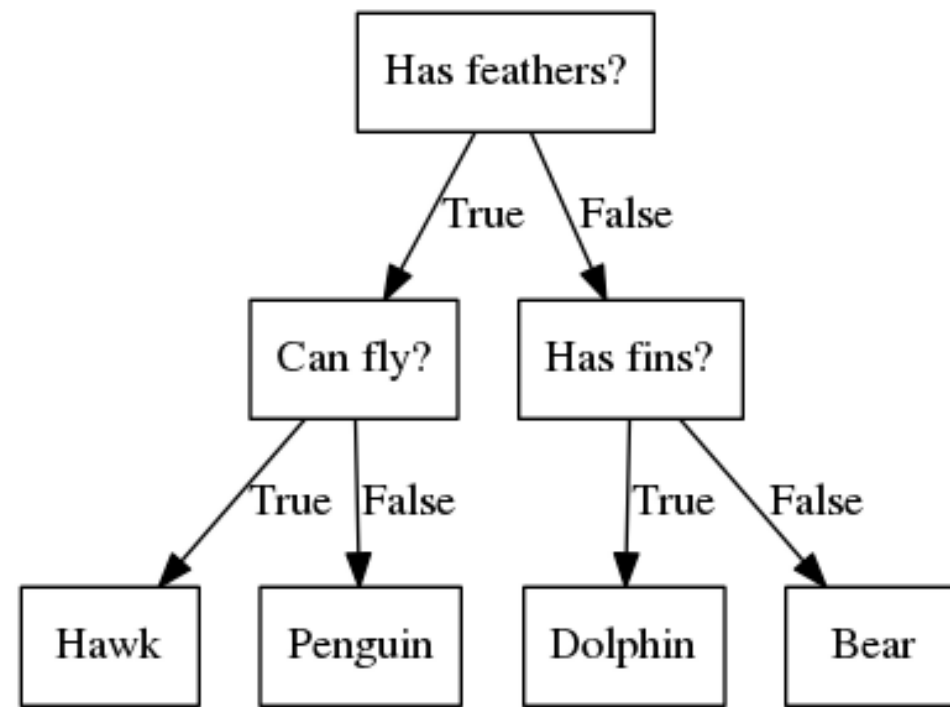 Has feathers?
True
False
Can fly?
Has fins?
True
False
True
False
Hawk
Penguin
Dolphin
Bear